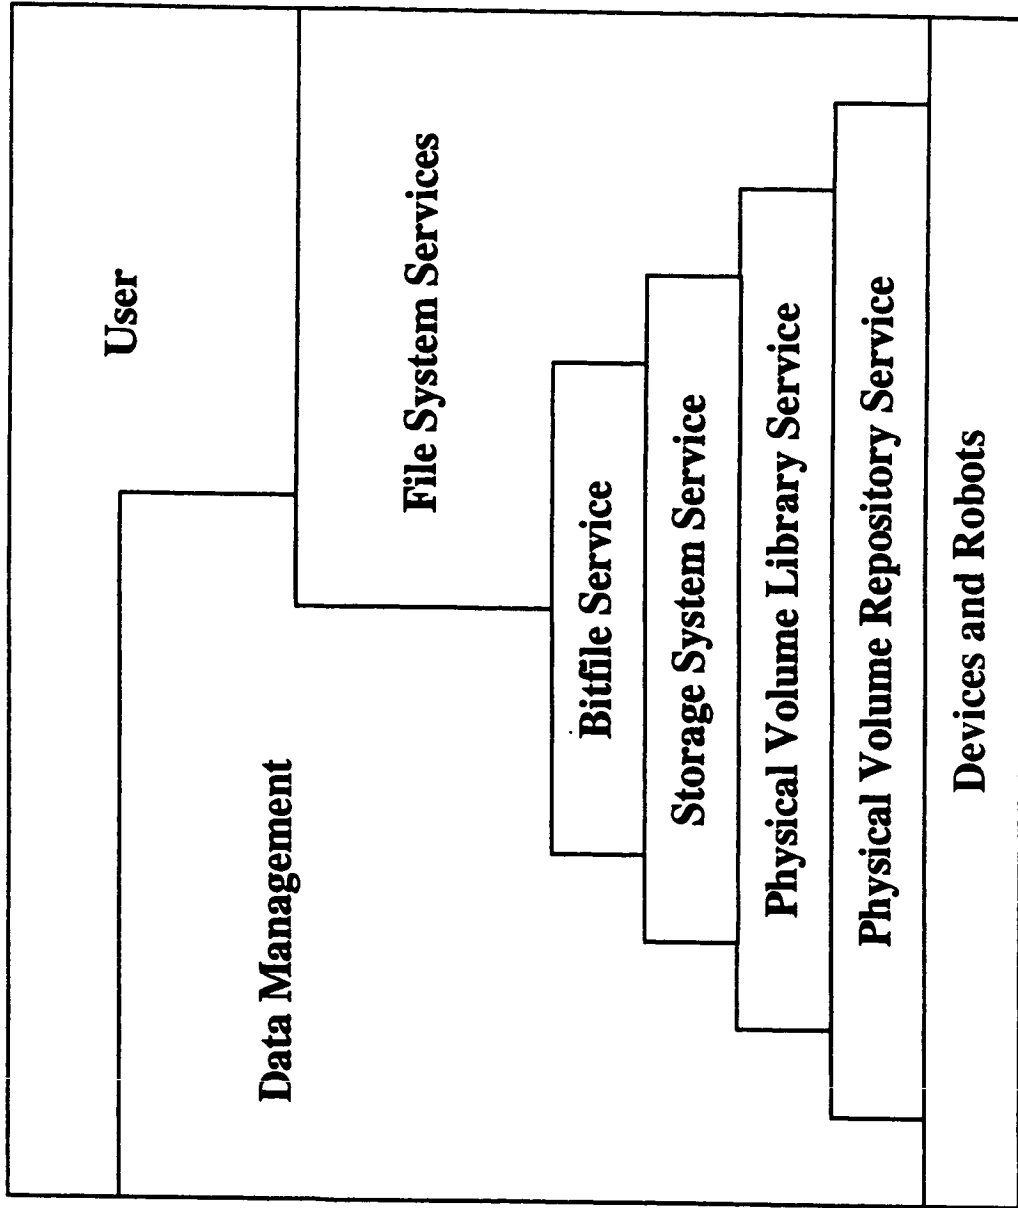 User
Data Management
File System Services
Bitfile Service
Storage System Service
Physical Volume Library Service
Physical Volume Repository Service
Devices and Robots